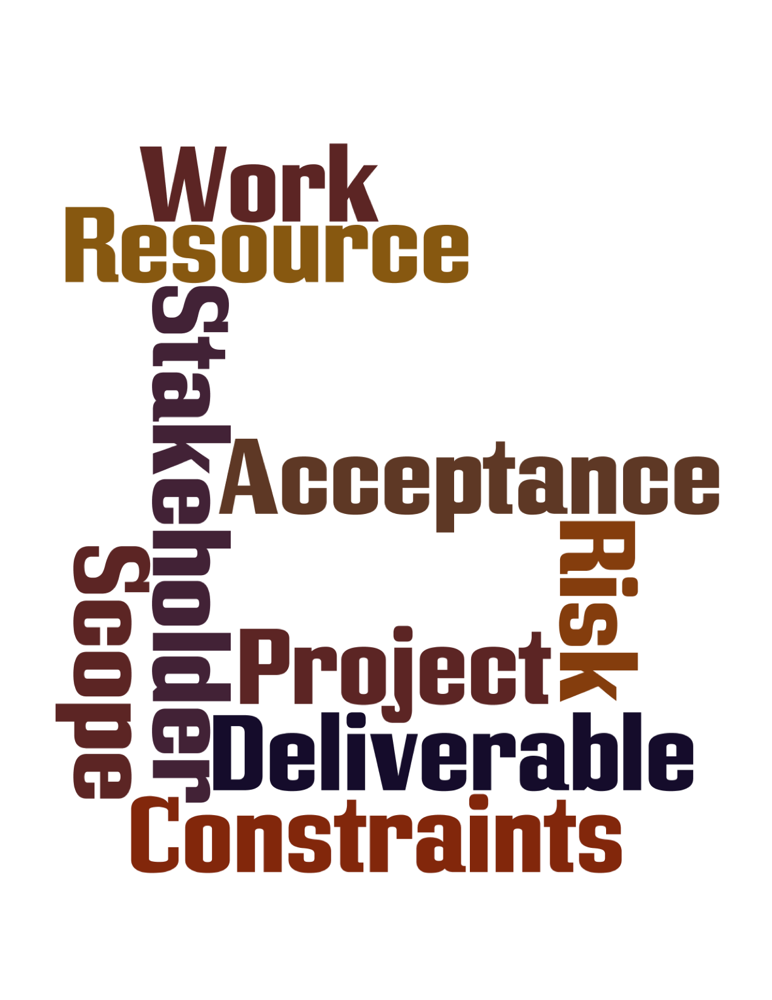 Work
Resource
Stakeholder
Acceptance
Risk
Scope
Project
Deliverable
Constraints